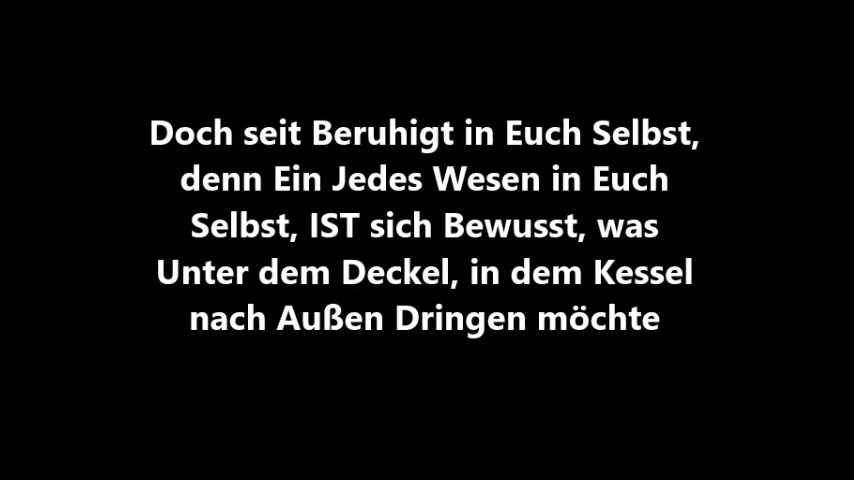 Doch seit Beruhigt in Euch Selbst,
denn Ein Jedes Wesen in Euch
Selbst, IST sich Bewusst, was
Unter dem Deckel, in dem Kessel
nach Außen Dringen möchte